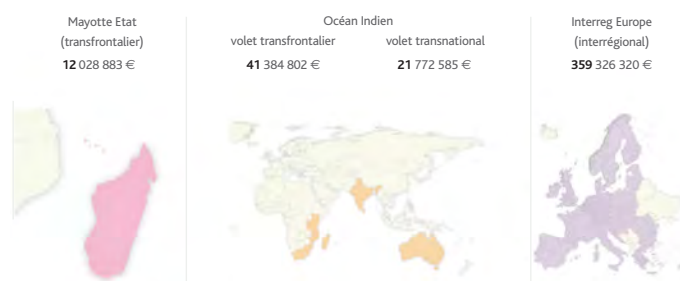 Mayotte Etat
(transfrontalier)
12 028 883 €
Océan Indien
volet transfrontalier
41 384 802 €
volet transnational
21 772 585 €
Interreg Europe
(interrégional)
359 326 320 €